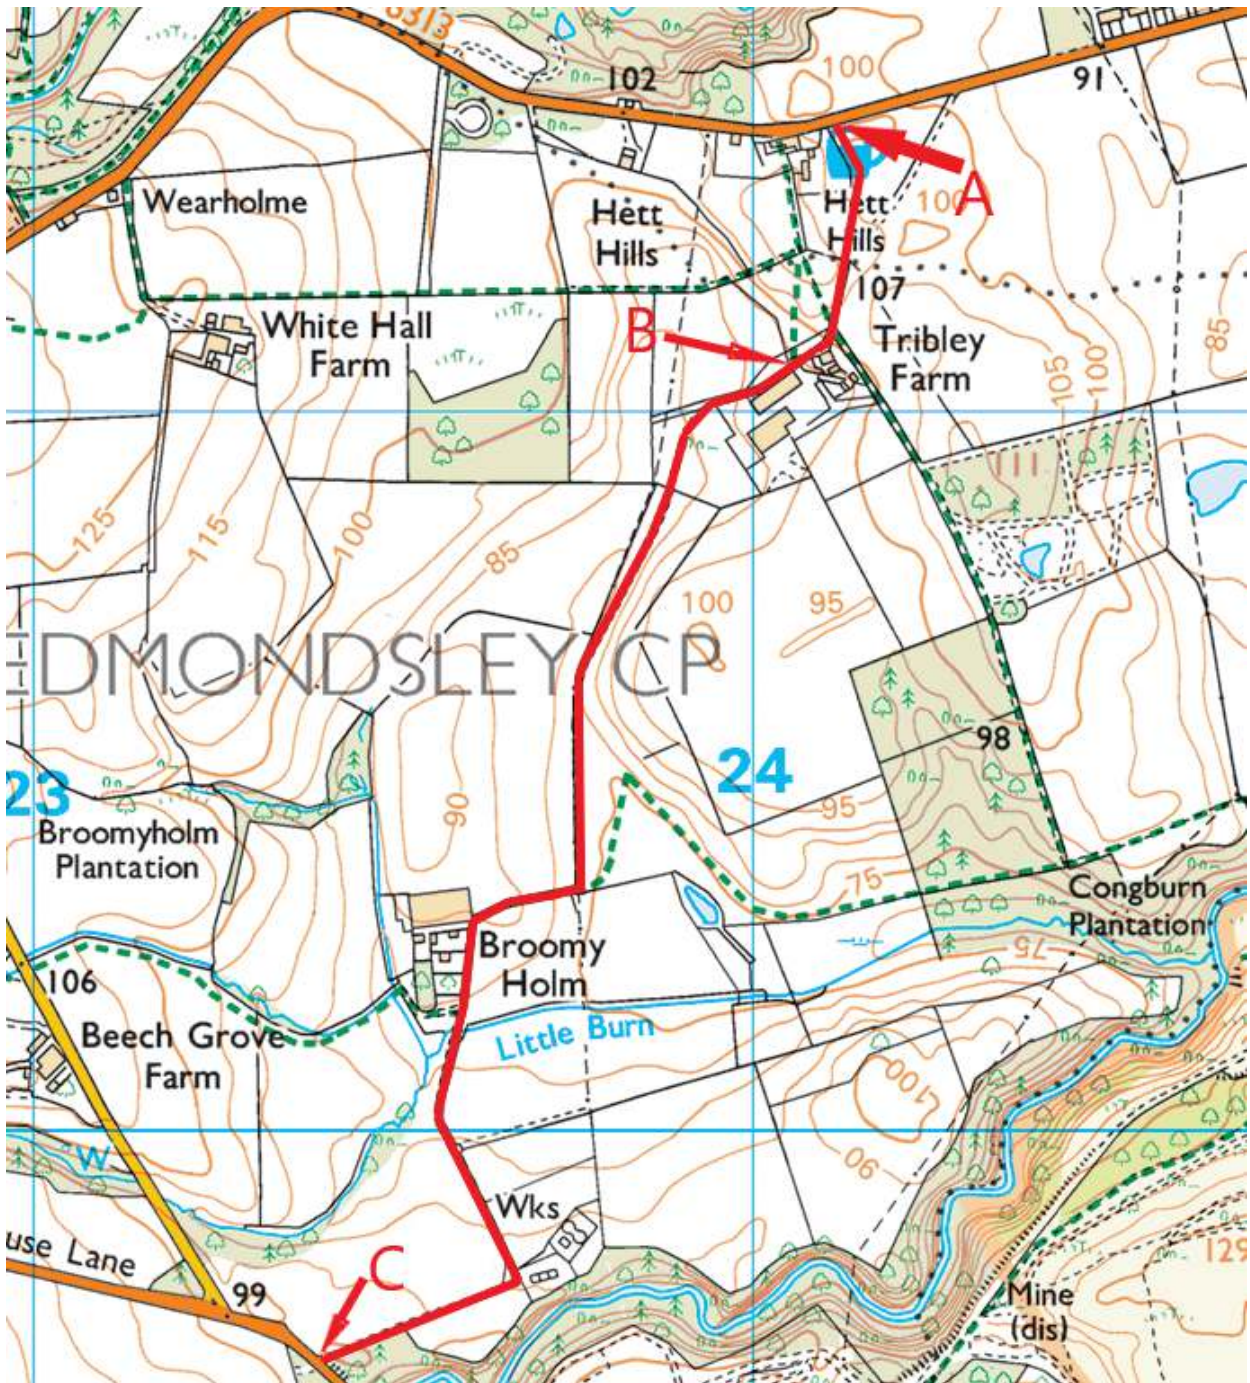 8313
102
100
91
A
Wearholme
Hett
Hills
Hett
Hills
100
107
B
White Hall
Farm
Tribley
Farm
105
100
85
111
125
115
100
85
100
95
EDMONDSLEY CP
98
24
23
90
95
Broomyholm
Plantation
75
Congburn
Plantation
75
Broomy
Holm
106
Beech Grove
Farm
Little Burn
100
90
W
Wks
use Lane
C
99
129
Mine
(dis)